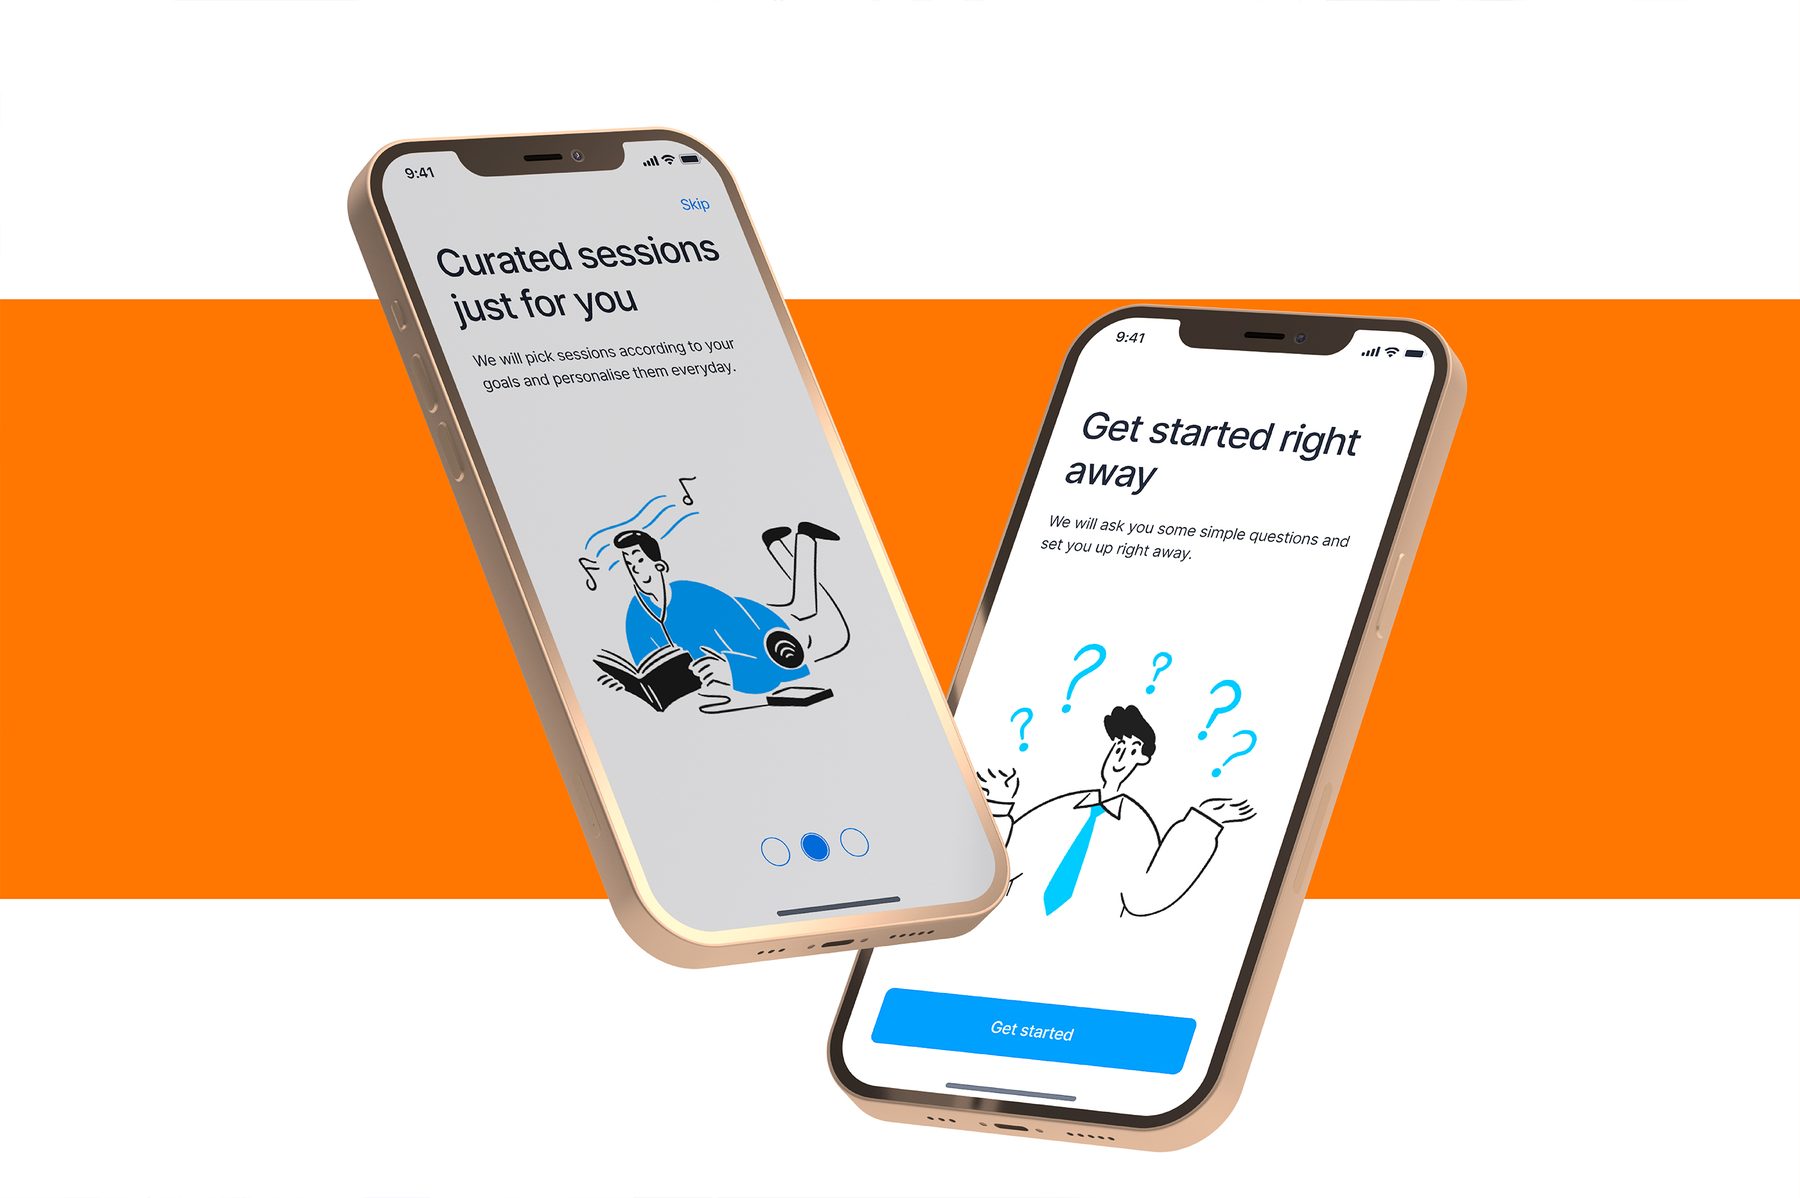 9:41
Skip
Curated sessions
just for you
We will pick sessions according to your
goals and personalise them everyday.
9:41
Get started right
away
We will ask you some simple questions and
set you up right away.
Get started